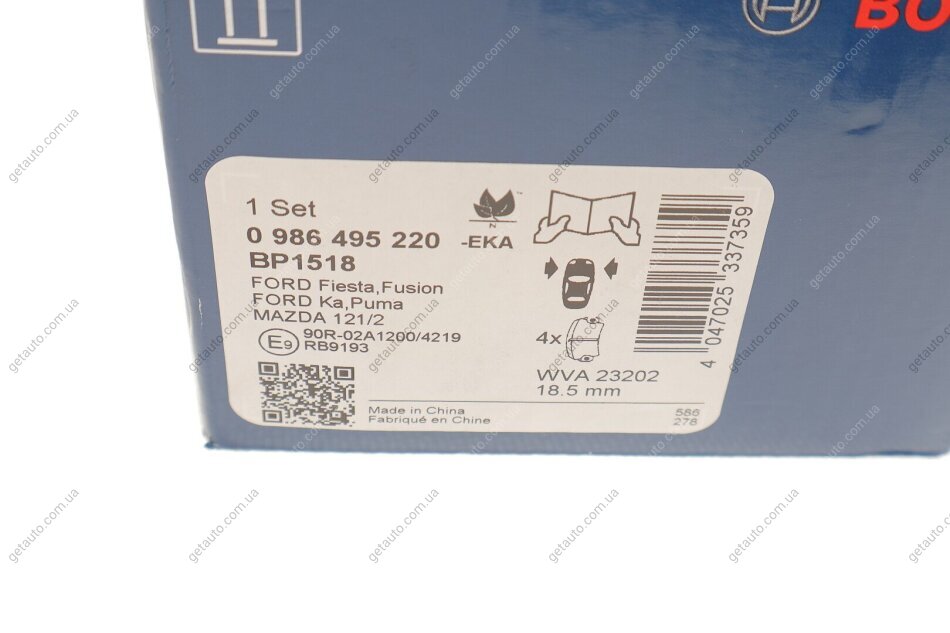 BO
1 Set
0 986 495 220 -EKA
BP1518
FORD Fiesta,Fusion
FORD Ka,Puma
MAZDA 121/2
E9 90R-02A1200/4219
RB9193
N
4x
WVA 23202
18.5 mm
4 047025 337359
Made in China
Fabriqué en Chine
586
278
getauto.com.ua